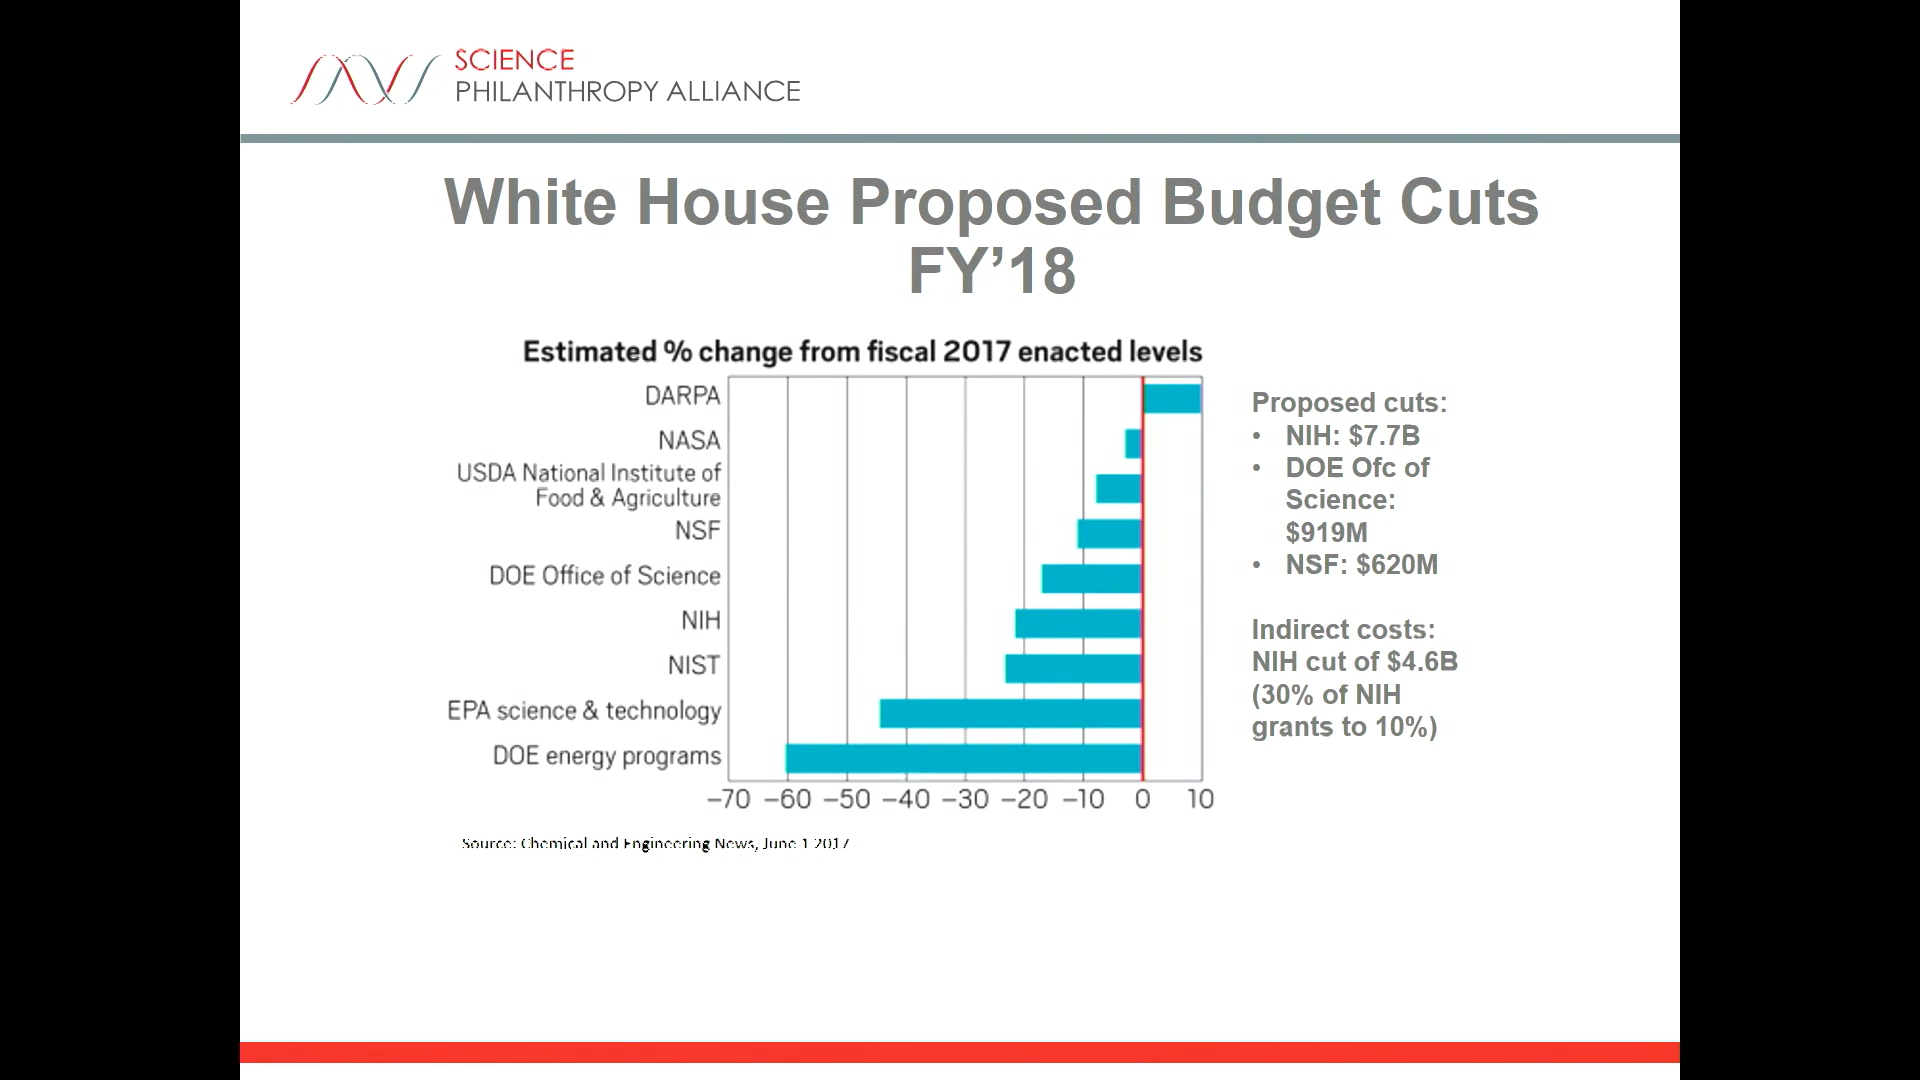 SCIENCE
PHILANTHROPY ALLIANCE
White House Proposed Budget Cuts
FY’18
Estimated % change from fiscal 2017 enacted levels
DARPA
NASA
USDA National Institute of
Food & Agriculture
NSF
DOE Office of Science
NIH
NIST
EPA science & technology
DOE energy programs
–70 –60 –50 –40 –30 –20 –10 0 10
Source: Chemical and Engineering News, June 1 2017
Proposed cuts:
• NIH: $7.7B
• DOE Ofc of
Science:
$919M
• NSF: $620M
Indirect costs:
NIH cut of $4.6B
(30% of NIH
grants to 10%)